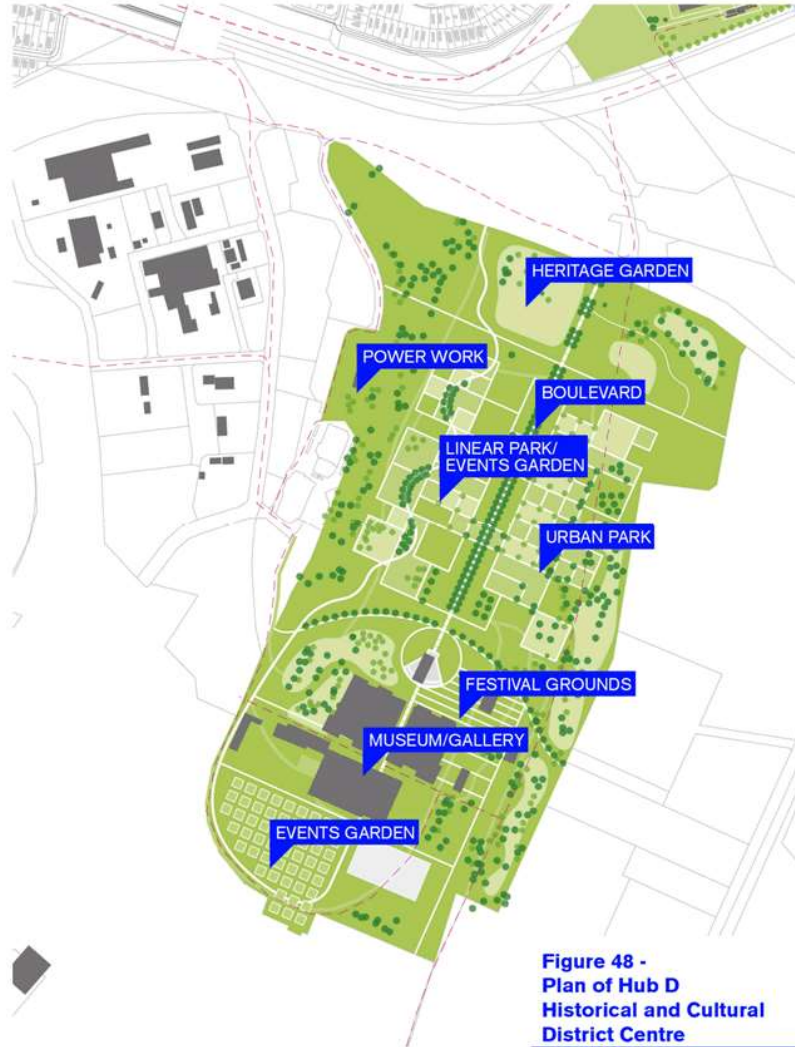 HERITAGE GARDEN
POWER WORK
BOULEVARD
LINEAR PARK/
EVENTS GARDEN
URBAN PARK
FESTIVAL GROUNDS
MUSEUM/GALLERY
EVENTS GARDEN
Figure 48 -
Plan of Hub D
Historical and Cultural
District Centre